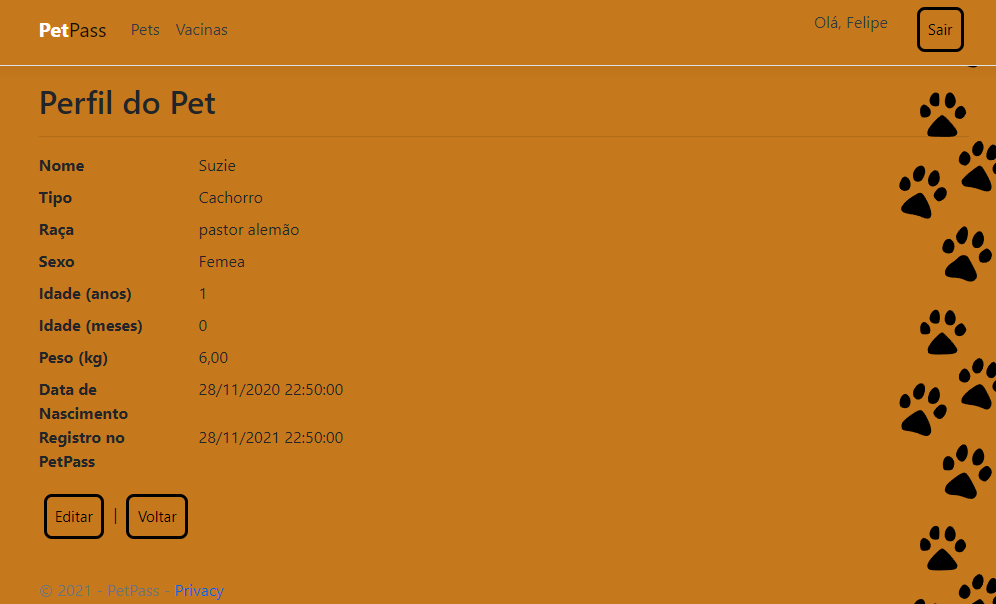 PetPass Pets Vacinas Olá, Felipe Sair
Perfil do Pet
Nome Suzie
Tipo Cachorro
Raça pastor alemão
Sexo Femea
Idade (anos) 1
Idade (meses) 0
Peso (kg) 6,00
Data de 28/11/2020 22:50:00
Nascimento
Registro no 28/11/2021 22:50:00
PetPass
Editar | Voltar
© 2021 - PetPass - Privacy